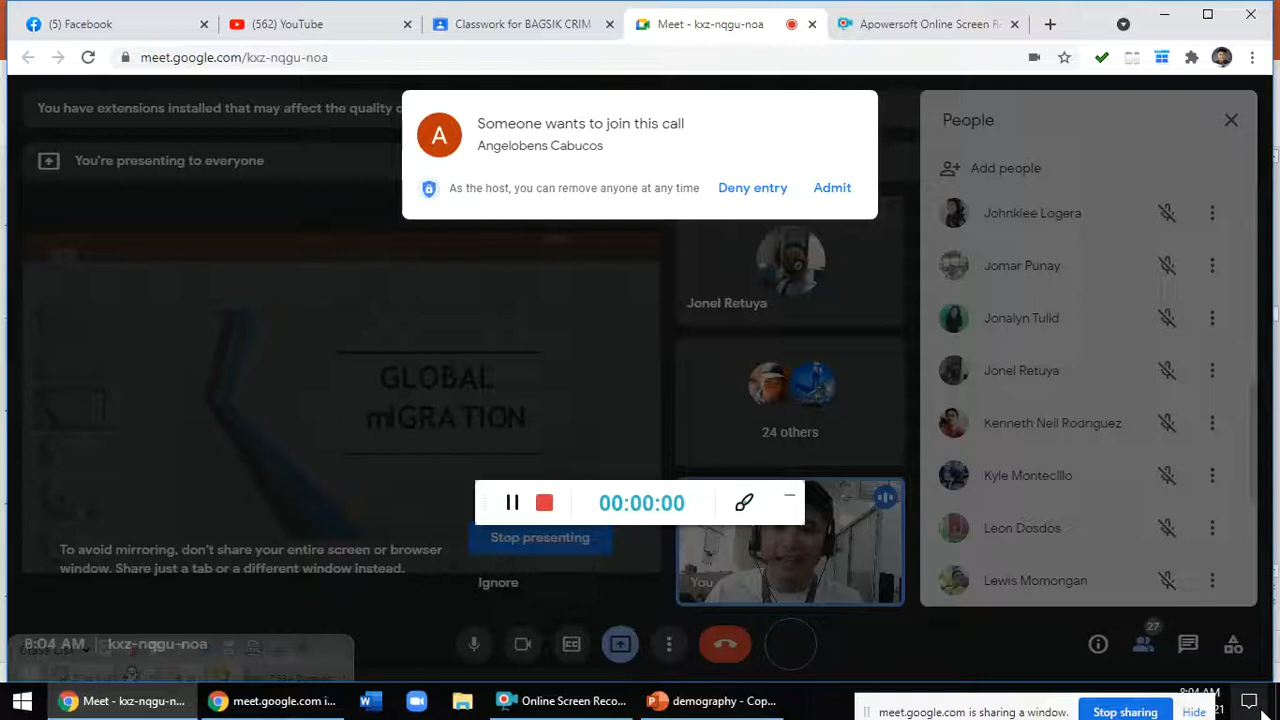 (5) Facebook
(562) YouTube
Classwork for BAGSIK CRIM
Meet - kxz-nqgu-noa
Apowersoft Online Screen Re
meet.google.com/kxz-nqgu-noa
You have extensions installed that may affect the quality
Someone wants to join this call
A
Angelobens Cabucos
As the host, you can remove anyone at any time
Deny entry
Admit
You're presenting to everyone
GLOBAL
mIGRATION
Jonel Retuya
24 others
You
People
Add people
Johnklee Logera
Jomar Punay
Jonalyn Tulid
Jonel Retuya
Kenneth Neil Rodriguez
Kyle Montecillo
Leon Dosdos
Lewis Momongan
00:00:00
To avoid mirroring, don't share your entire screen or browser
window. Share just a tab or a different window instead.
Stop presenting
Ignore
8:04 AM | kxz-nqgu-noa
27
Meet - kxz-nqgu-noa
meet.google.com i...
Online Screen Reco...
demography - Cop...
8:04 AM
meet.google.com is sharing a window.
Stop sharing
Hide